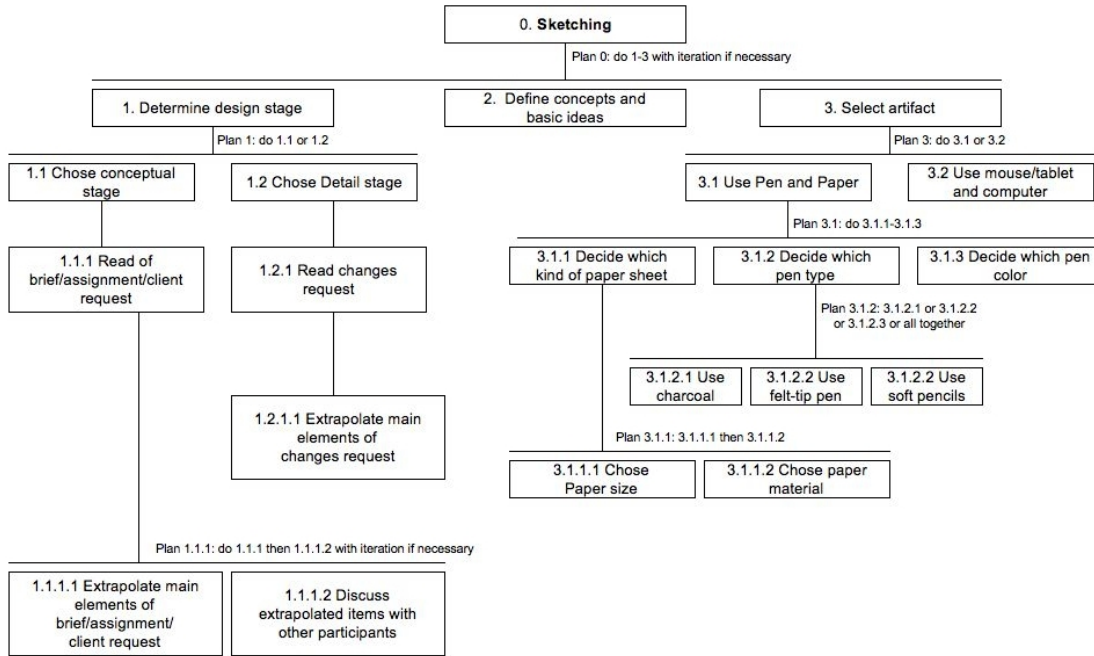 0. Sketching
Plan 0: do 1-3 with iteration if necessary
1. Determine design stage
2. Define concepts and
basic ideas
3. Select artifact
Plan 1: do 1.1 or 1.2
Plan 3: do 3.1 or 3.2
1.1 Chose conceptual
stage
1.2 Chose Detail stage
3.1 Use Pen and Paper
3.2 Use mouse/tablet
and computer
Plan 3.1: do 3.1.1-3.1.3
1.1.1 Read of
brief/assignment/client
request
1.2.1 Read changes
request
3.1.1 Decide which
kind of paper sheet
3.1.2 Decide which
pen type
3.1.3 Decide which pen
color
Plan 3.1.2: 3.1.2.1 or 3.1.2.2
or 3.1.2.3 or all together
3.1.2.1 Use
charcoal
3.1.2.2 Use
felt-tip pen
3.1.2.2 Use
soft pencils
1.2.1.1 Extrapolate main
elements of
changes request
Plan 3.1.1: 3.1.1.1 then 3.1.1.2
3.1.1.1 Chose
Paper size
3.1.1.2 Chose paper
material
Plan 1.1.1: do 1.1.1 then 1.1.1.2 with iteration if necessary
1.1.1.1 Extrapolate main
elements of
brief/assignment/
client request
1.1.1.2 Discuss
extrapolated items with
other participants